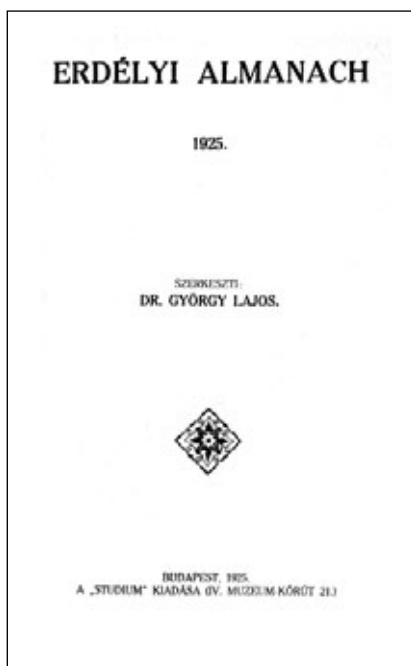 ERDÉLYI ALMANACH
1925.
SZERKESZTI:
DR. GYÖRGY LAJOS.
BUDAPEST, 1925.
A „STUDIUM” KIADÁSA (IV. MUZEUM-KÖRÚT 21.)